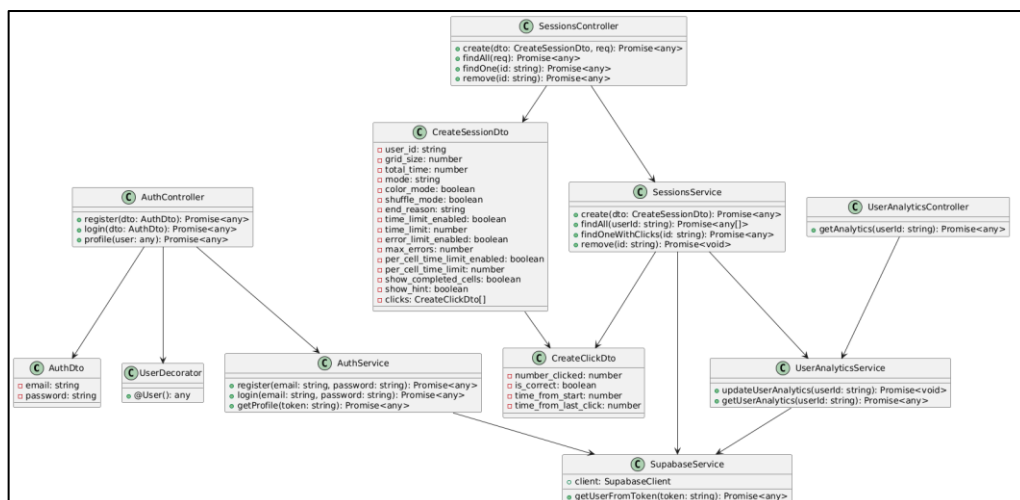 C SessionsController
create(dto: CreateSessionDto, req): Promise<any>
findAll(req): Promise<any>
findOne(id: string): Promise<any>
remove(id: string): Promise<any>
C CreateSessionDto
user_id: string
grid_size: number
total_time: number
mode: string
color_mode: boolean
shuffle_mode: boolean
end_reason: string
time_limit_enabled: boolean
time_limit: number
error_limit_enabled: boolean
max_errors: number
per_cell_time_limit_enabled: boolean
per_cell_time_limit: number
show_completed_cells: boolean
show_hint: boolean
clicks: CreateClickDto[]
C AuthController
register(dto: AuthDto): Promise<any>
login(dto: AuthDto): Promise<any>
profile(user: any): Promise<any>
C SessionsService
create(dto: CreateSessionDto): Promise<any>
findAll(userId: string): Promise<any[]>
findOneWithClicks(id: string): Promise<any>
remove(id: string): Promise<void>
C UserAnalyticsController
getAnalytics(userId: string): Promise<any>
C AuthDto
email: string
password: string
C UserDecorator
@User(): any
C AuthService
register(email: string, password: string): Promise<any>
login(email: string, password: string): Promise<any>
getProfile(token: string): Promise<any>
C CreateClickDto
number_clicked: number
is_correct: boolean
time_from_start: number
time_from_last_click: number
C UserAnalyticsService
updateUserAnalytics(userId: string): Promise<void>
getUserAnalytics(userId: string): Promise<any>
C SupabaseService
client: SupabaseClient
getUserFromToken(token: string): Promise<any>